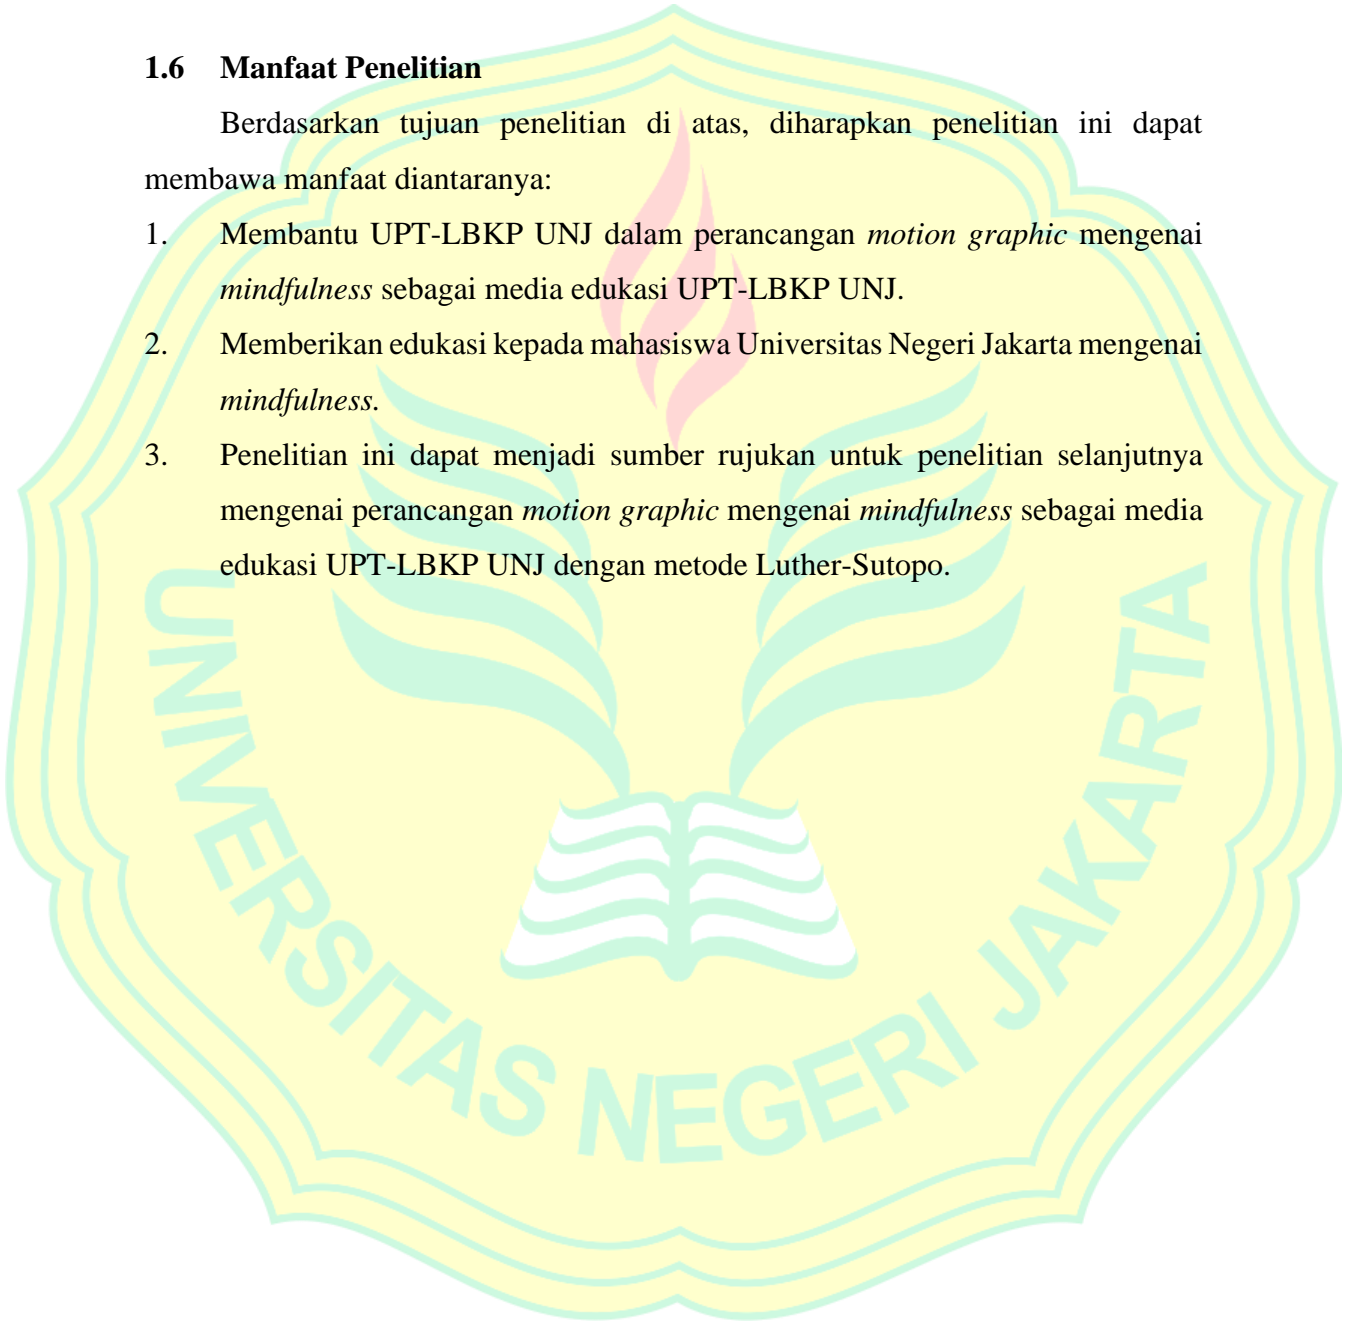 1.6 Manfaat Penelitian
Berdasarkan tujuan penelitian di atas, diharapkan penelitian ini dapat
membawa manfaat diantaranya:
1. Membantu UPT-LBKP UNJ dalam perancangan motion graphic mengenai
mindfulness sebagai media edukasi UPT-LBKP UNJ.
2. Memberikan edukasi kepada mahasiswa Universitas Negeri Jakarta mengenai
mindfulness.
3. Penelitian ini dapat menjadi sumber rujukan untuk penelitian selanjutnya
mengenai perancangan motion graphic mengenai mindfulness sebagai media
edukasi UPT-LBKP UNJ dengan metode Luther-Sutopo.
UNIVERSITAS NEGERI JAKARTA